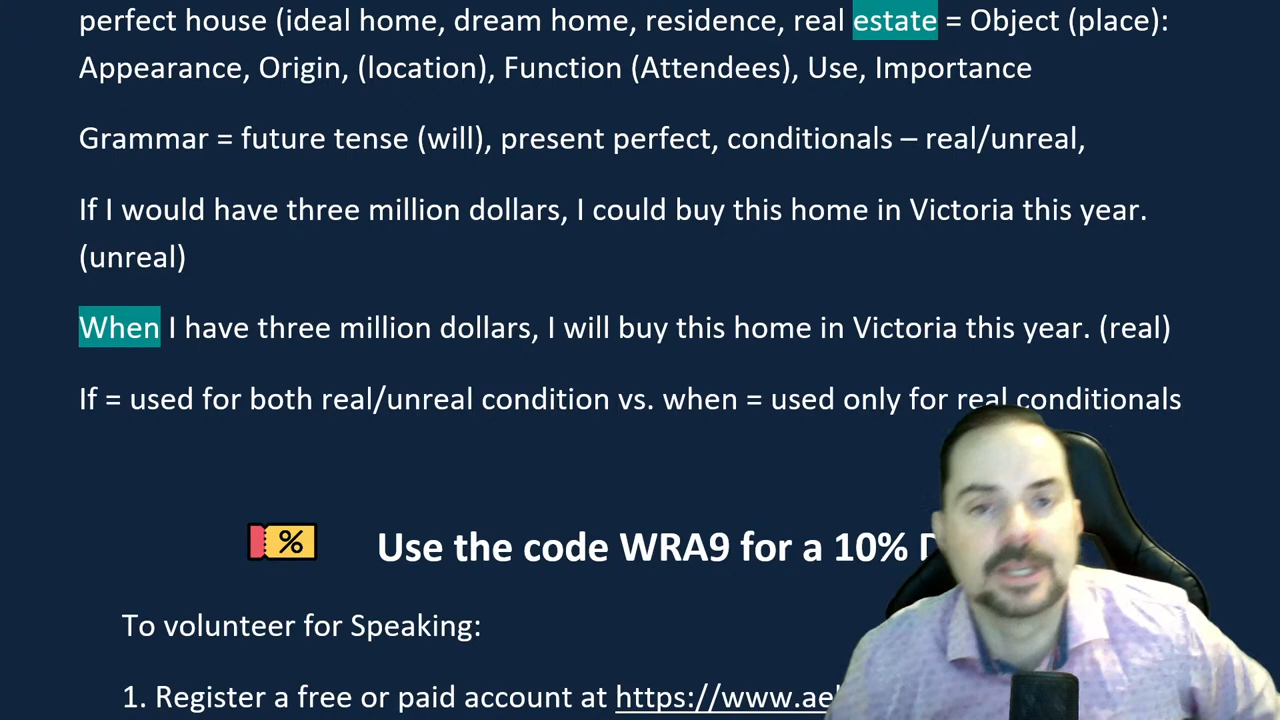 perfect house (ideal home, dream home, residence, real estate = Object (place):
Appearance, Origin, (location), Function (Attendees), Use, Importance
Grammar = future tense (will), present perfect, conditionals – real/unreal,
If I would have three million dollars, I could buy this home in Victoria this year.
(unreal)
When I have three million dollars, I will buy this home in Victoria this year. (real)
If = used for both real/unreal condition vs. when = used only for real conditionals
%
Use the code WRA9 for a 10%
To volunteer for Speaking:
1. Register a free or paid account at https://www.ae